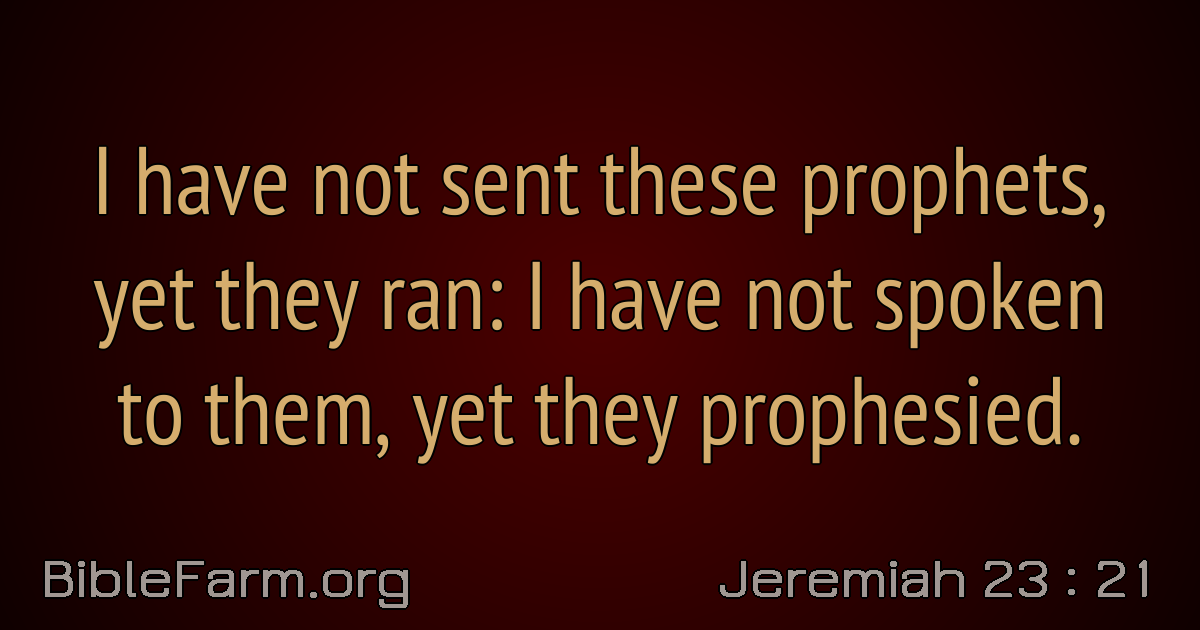 I have not sent these prophets,
yet they ran: I have not spoken
to them, yet they prophesied.
BibleFarm.org
Jeremiah 23 : 21